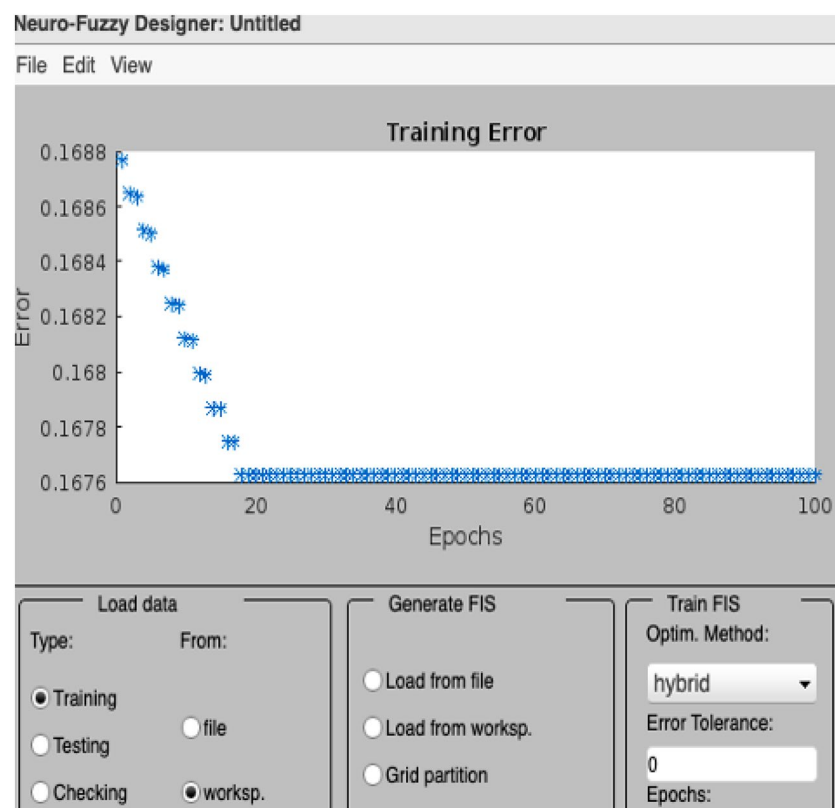 Neuro-Fuzzy Designer: Untitled
File Edit View
Training Error
0.1688
0.1686
0.1684
0.1682
0.168
0.1678
0.1676
Error
0 20 40 60 80 100
Epochs
Load data
Type: From:
Training
Testing
Checking
file
worksp.
Generate FIS
Load from file
Load from worksp.
Grid partition
Train FIS
Optim. Method:
hybrid
Error Tolerance:
0
Epochs: